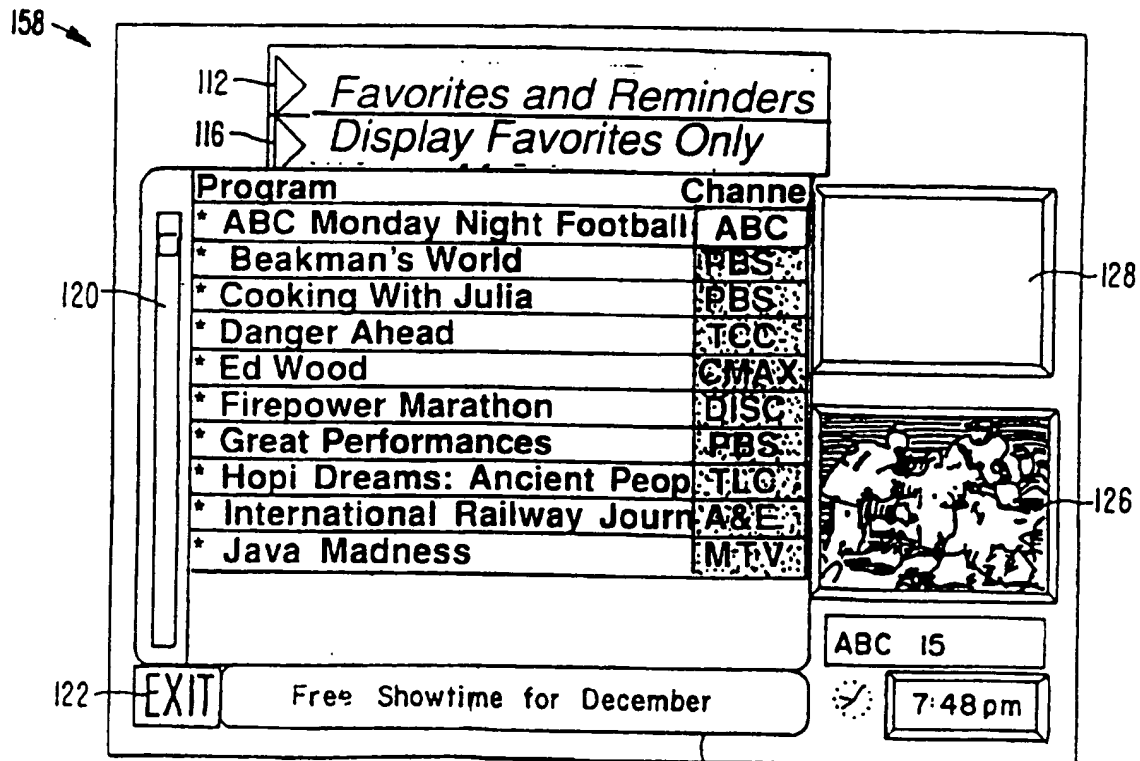 158
112
Favorites and Reminders
116
Display Favorites Only
Program Channe
* ABC Monday Night Football ABC
* Beakman's World PBS
* Cooking With Julia PBS
* Danger Ahead TCC
* Ed Wood CMAX
* Firepower Marathon DISC
* Great Performances PBS
* Hopi Dreams: Ancient Peop TLC
* International Railway Journ A&E
* Java Madness MTV
120
128
126
ABC 15
122
EXIT
Free Showtime for December
7:48pm